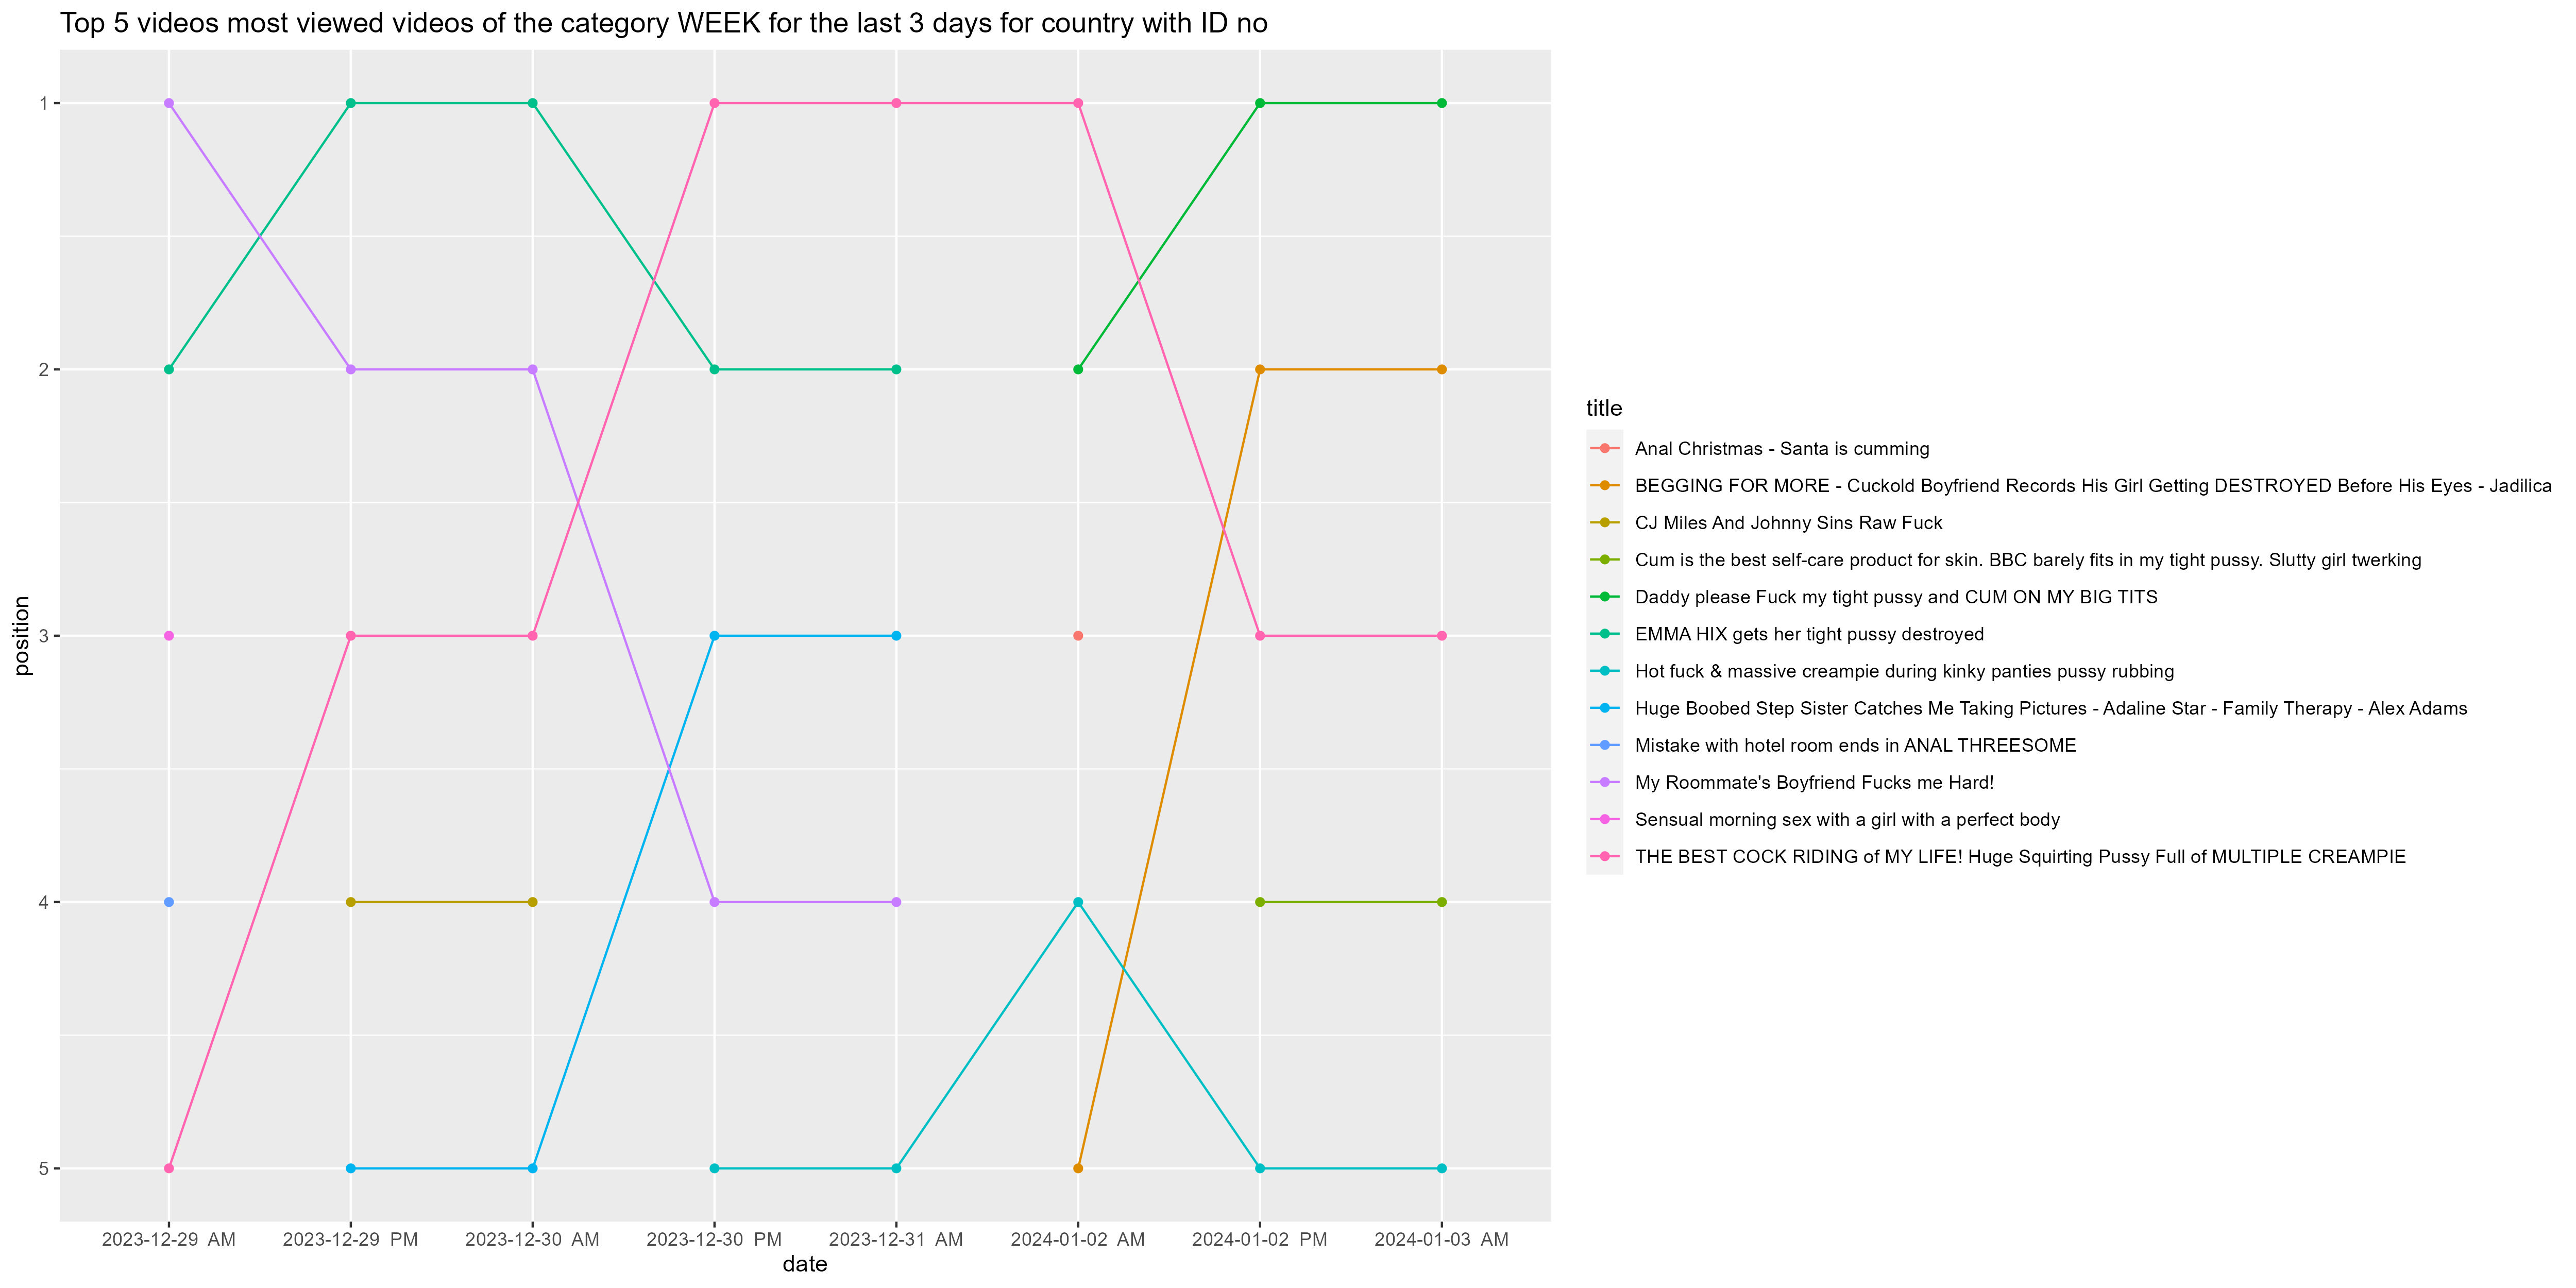 Top 5 videos most viewed videos of the category WEEK for the last 3 days for country with ID no
position
1
2
3
4
5
2023-12-29 AM
2023-12-29 PM
2023-12-30 AM
2023-12-30 PM
2023-12-31 AM
2024-01-02 AM
2024-01-02 PM
2024-01-03 AM
date
title
Anal Christmas - Santa is cumming
BEGGING FOR MORE - Cuckold Boyfriend Records His Girl Getting DESTROYED Before His Eyes - Jadilica
CJ Miles And Johnny Sins Raw Fuck
Cum is the best self-care product for skin. BBC barely fits in my tight pussy. Slutty girl twerking
Daddy please Fuck my tight pussy and CUM ON MY BIG TITS
EMMA HIX gets her tight pussy destroyed
Hot fuck & massive creampie during kinky panties pussy rubbing
Huge Boobed Step Sister Catches Me Taking Pictures - Adaline Star - Family Therapy - Alex Adams
Mistake with hotel room ends in ANAL THREESOME
My Roommate's Boyfriend Fucks me Hard!
Sensual morning sex with a girl with a perfect body
THE BEST COCK RIDING of MY LIFE! Huge Squirting Pussy Full of MULTIPLE CREAMPIE